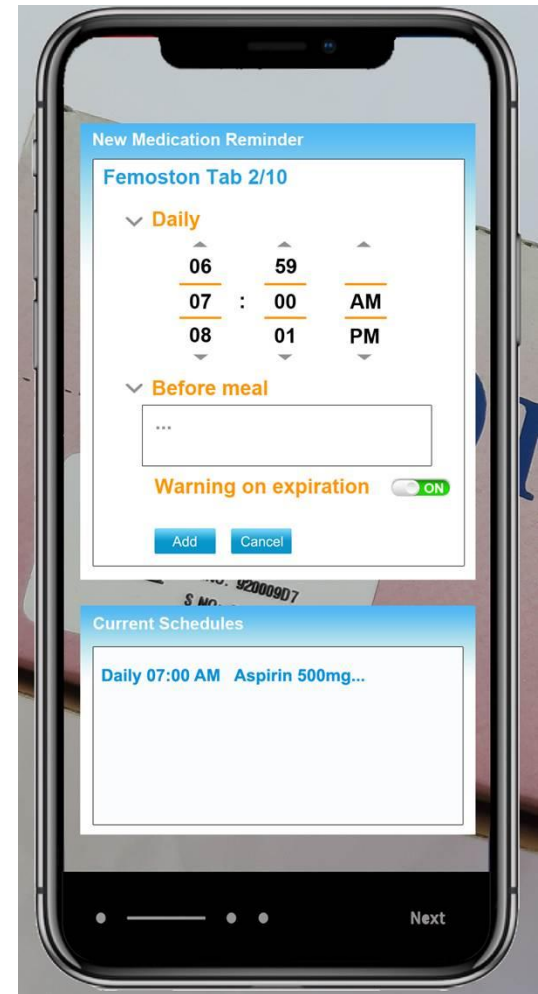 New Medication Reminder
Femoston Tab 2/10
Daily
06 59
07 : 00 AM
08 01 PM
Before meal
...
Warning on expiration ON
Add Cancel
920009D7
S NO:
Current Schedules
Daily 07:00 AM Aspirin 500mg...
Next